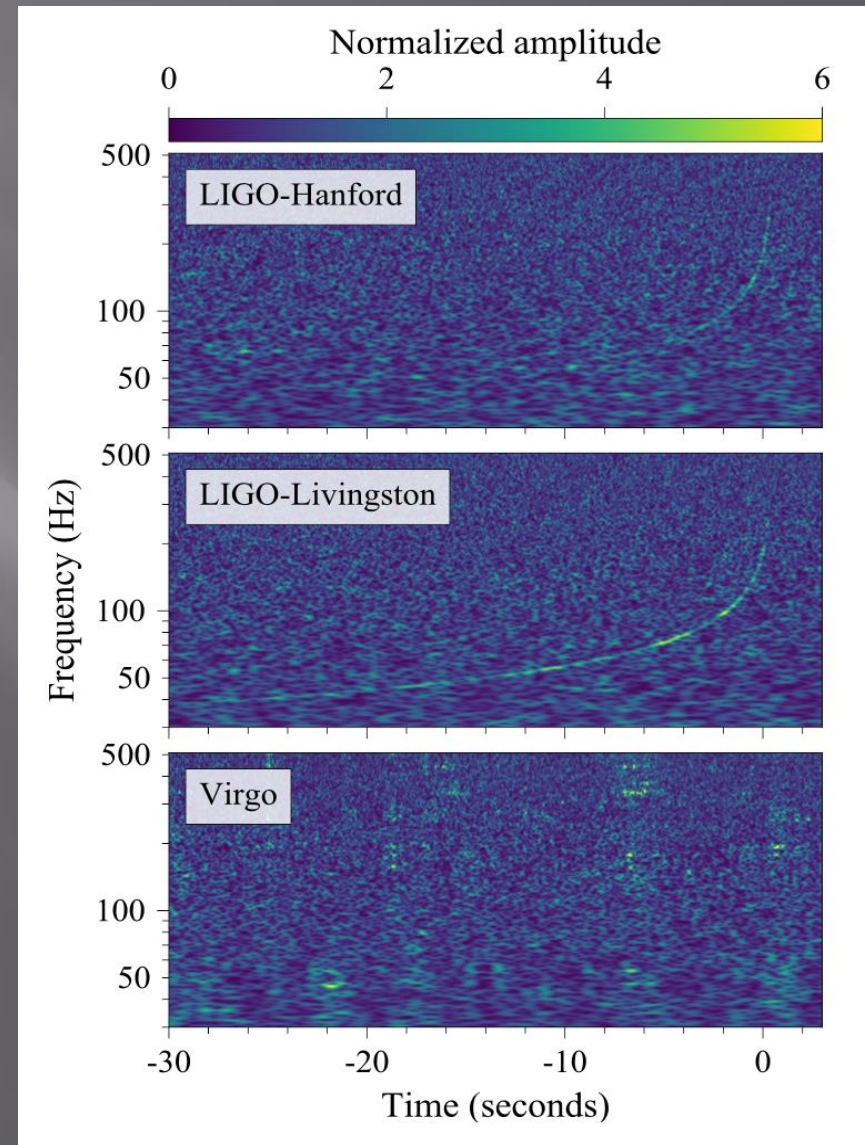 Normalized amplitude
0 2 4 6
500
LIGO-Hanford
100
50
500
LIGO-Livingston
Frequency (Hz)
100
50
500
Virgo
100
50
-30 -20 -10 0
Time (seconds)